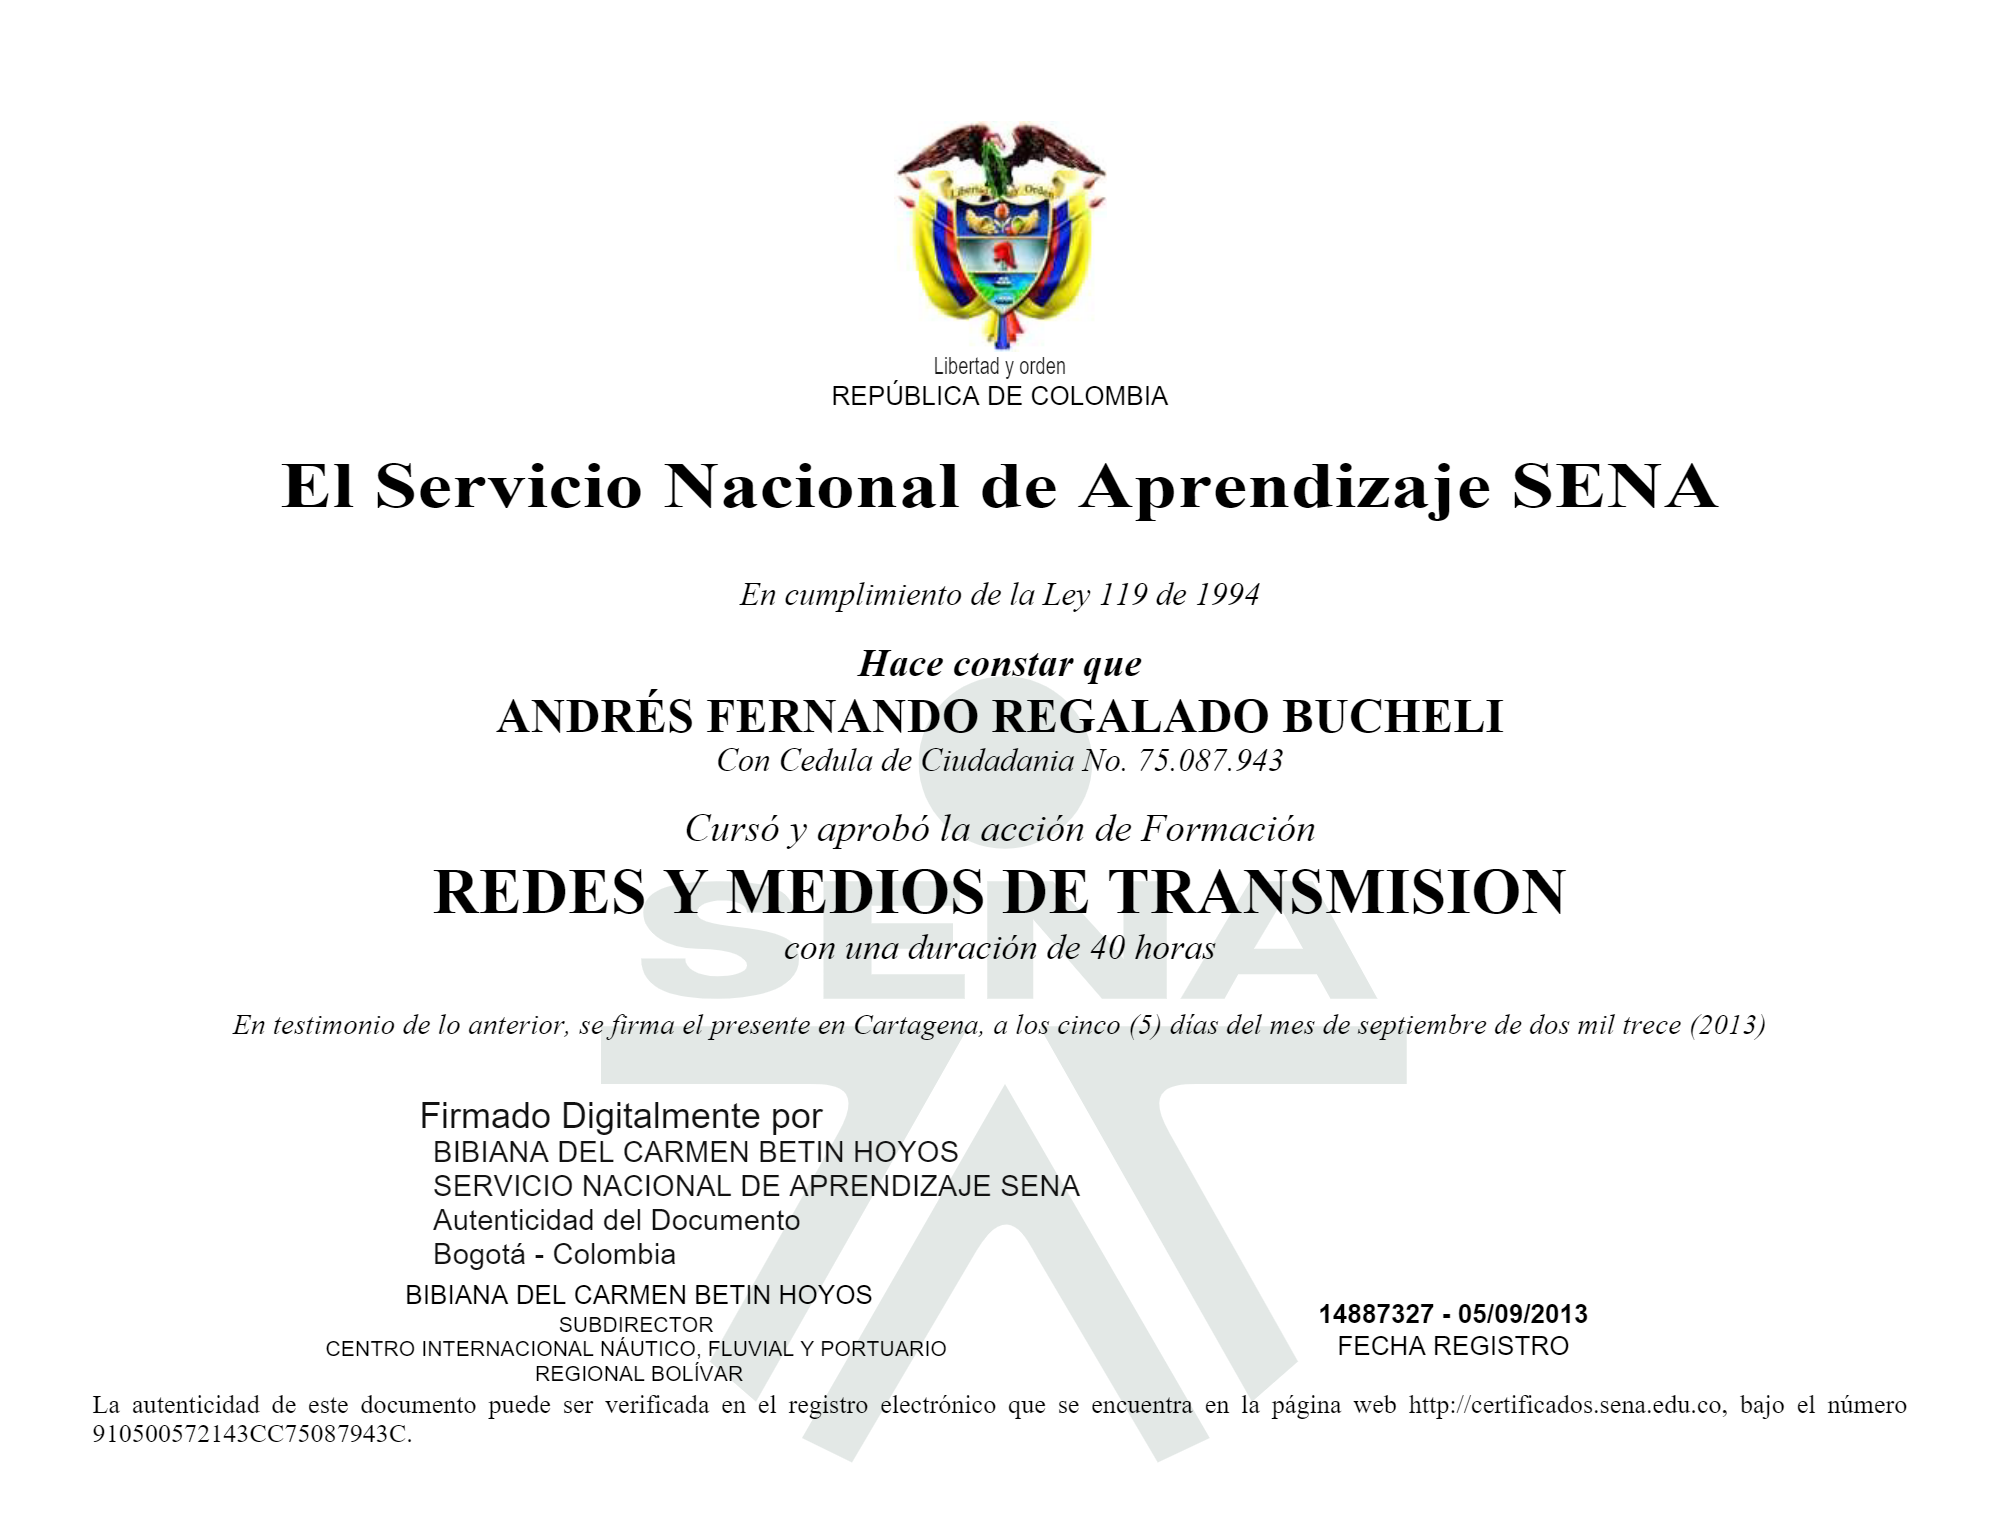 Libertad y Orden
Libertad y orden
REPÚBLICA DE COLOMBIA
El Servicio Nacional de Aprendizaje SENA
En cumplimiento de la Ley 119 de 1994
Hace constar que
ANDRÉS FERNANDO REGALADO BUCHELI
Con Cedula de Ciudadania No. 75.087.943
Cursó y aprobó la acción de Formación
REDES Y MEDIOS DE TRANSMISION
SENA
con una duración de 40 horas
En testimonio de lo anterior, se firma el presente en Cartagena, a los cinco (5) días del mes de septiembre de dos mil trece (2013)
Firmado Digitalmente por
BIBIANA DEL CARMEN BETIN HOYOS
SERVICIO NACIONAL DE APRENDIZAJE SENA
Autenticidad del Documento
Bogotá - Colombia
BIBIANA DEL CARMEN BETIN HOYOS
SUBDIRECTOR
CENTRO INTERNACIONAL NÁUTICO, FLUVIAL Y PORTUARIO
REGIONAL BOLÍVAR
14887327 - 05/09/2013
FECHA REGISTRO
La autenticidad de este documento puede ser verificada en el registro electrónico que se encuentra en la página web http://certificados.sena.edu.co, bajo el número
910500572143CC75087943C.